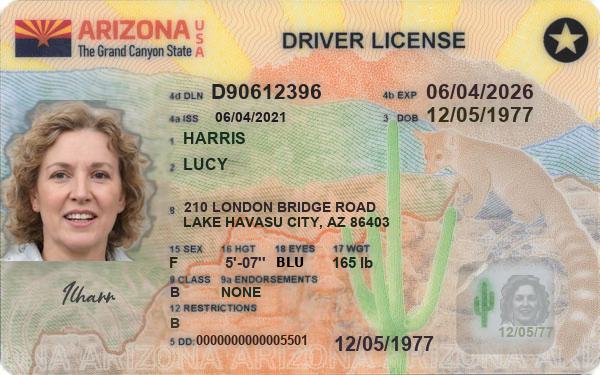 ARIZONA USA
The Grand Canyon State
DRIVER LICENSE
4d DLN D90612396 4b EXP 06/04/2026
4a ISS 06/04/2021 3 DOB 12/05/1977
1 HARRIS
2 LUCY
8 210 LONDON BRIDGE ROAD
LAKE HAVASU CITY, AZ 86403
15 SEX 16 HGT 18 EYES 17 WGT
F 5'-07" BLU 165 lb
9 CLASS 9a ENDORSEMENTS
B NONE
12 RESTRICTIONS
B
5 DD: 0000000000005501
12/05/1977
12/05/77
ARIZONA ARIZONA ARIZONA ARIZONA